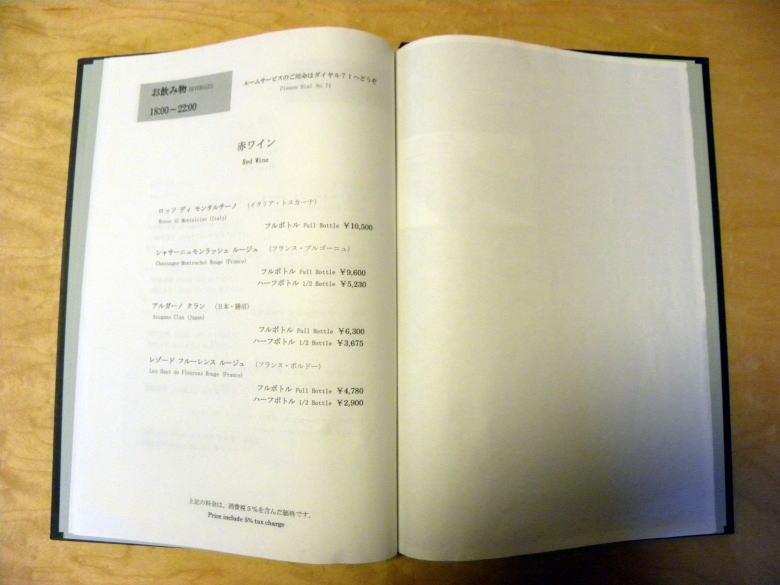 お飲み物 BEVERAGES
18:00～22:00
ルームサービスのご用命はダイヤル７１へどうぞ
Please Dial No.71
赤ワイン
Red Wine
ロッソ ディ モンタルチーノ （イタリア・トスカーナ）
Rosso di Montalcino (Italy)
フルボトル Full Bottle ￥10,500
シャサーニュモンラッシェ ルージュ （フランス・ブルゴーニュ）
Chassagne-Montrachet Rouge (France)
フルボトル Full Bottle ￥9,600
ハーフボトル 1/2 Bottle ￥5,230
アルガーノ クラン （日本・勝沼）
Arugano Clan (Japan)
フルボトル Full Bottle ￥6,300
ハーフボトル 1/2 Bottle ￥3,675
レゾード フルーレンス ルージュ （フランス・ボルドー）
Les Haut de Fleurenz Rouge (France)
フルボトル Full Bottle ￥4,780
ハーフボトル 1/2 Bottle ￥2,900
上記の料金は、消費税５％を含んだ価格です。
Price include 5% tax charge